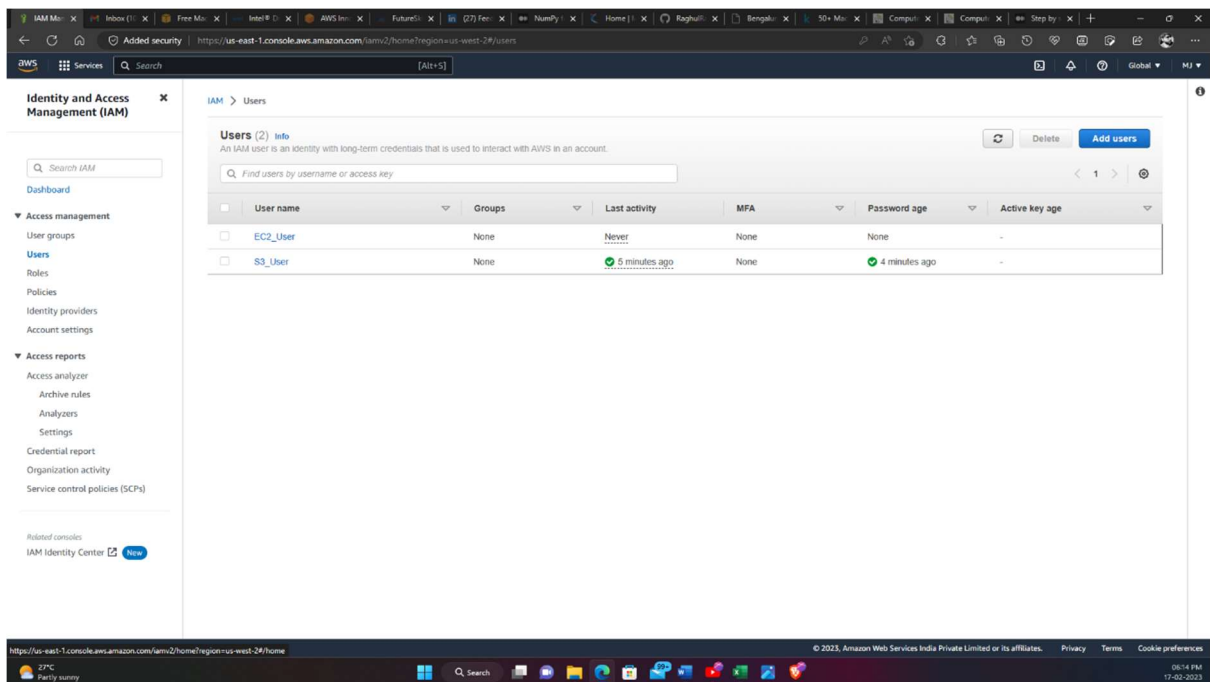 IAM Man
Inbox (1
Free Mac
Intel® D
AWS Inn
FutureSk
(27) Feed
NumPy t
Home |
Raghul
Bengalur
50+ Mac
Compute
Compute
Step by
Added security
https://us-east-1.console.aws.amazon.com/iamv2/home?region=us-west-2#/users
aws
Services
Search
[Alt+S]
Global
MJ
Identity and Access
Management (IAM)
Search IAM
Dashboard
Access management
User groups
Users
Roles
Policies
Identity providers
Account settings
Access reports
Access analyzer
Archive rules
Analyzers
Settings
Credential report
Organization activity
Service control policies (SCPs)
Related consoles
IAM Identity Center New
IAM > Users
Users (2) Info
An IAM user is an identity with long-term credentials that is used to interact with AWS in an account.
Delete
Add users
Find users by username or access key
1
User name Groups Last activity MFA Password age Active key age
EC2_User None Never None None -
S3_User None 5 minutes ago None 4 minutes ago -
https://us-east-1.console.aws.amazon.com/iamv2/home?region=us-west-2#/home
© 2023, Amazon Web Services India Private Limited or its affiliates. Privacy Terms Cookie preferences
27°C
Partly sunny
Search
99+
06:14 PM
17-02-2023